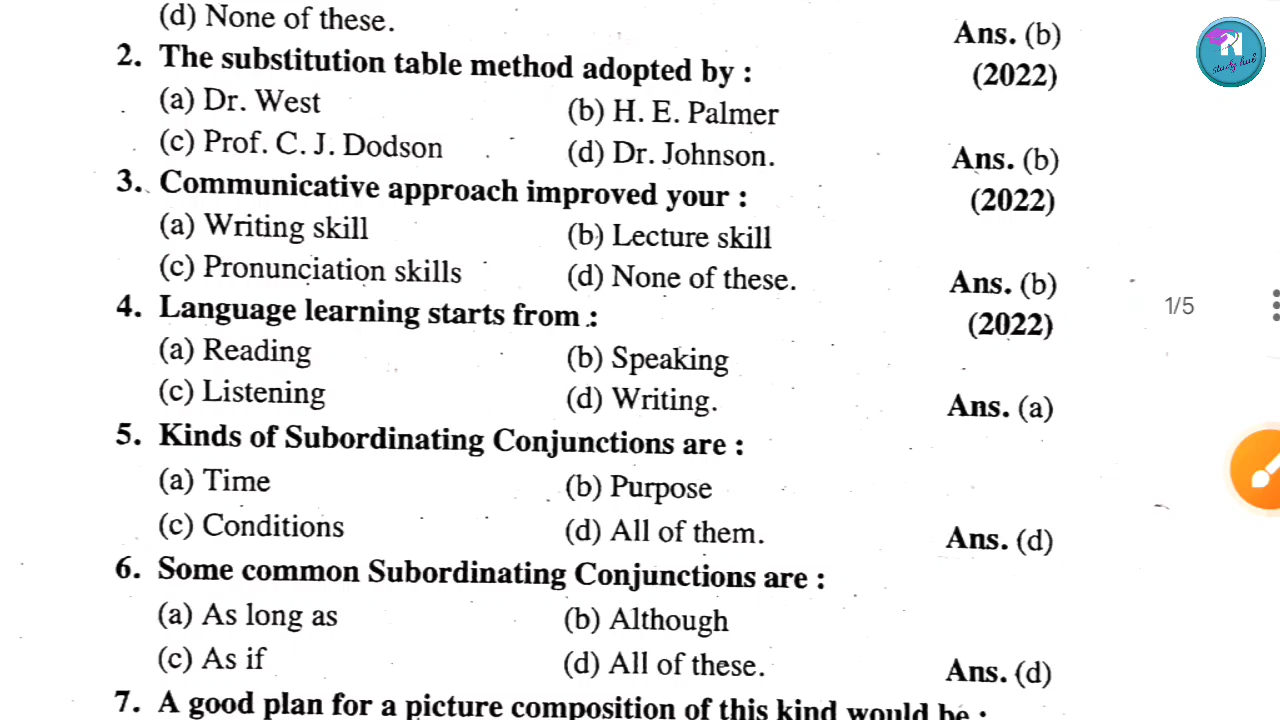 (d) None of these.
Ans. (b)
2. The substitution table method adopted by :
(2022)
(a) Dr. West
(b) H. E. Palmer
(c) Prof. C. J. Dodson
(d) Dr. Johnson.
Ans. (b)
3. Communicative approach improved your :
(2022)
(a) Writing skill
(b) Lecture skill
(c) Pronunciation skills
(d) None of these.
Ans. (b)
4. Language learning starts from :
(2022)
(a) Reading
(b) Speaking
(c) Listening
(d) Writing.
Ans. (a)
5. Kinds of Subordinating Conjunctions are :
(a) Time
(b) Purpose
(c) Conditions
(d) All of them.
Ans. (d)
6. Some common Subordinating Conjunctions are :
(a) As long as
(b) Although
(c) As if
(d) All of these.
Ans. (d)
7. A good plan for a picture composition of this kind would be :
1/5
N
study hub